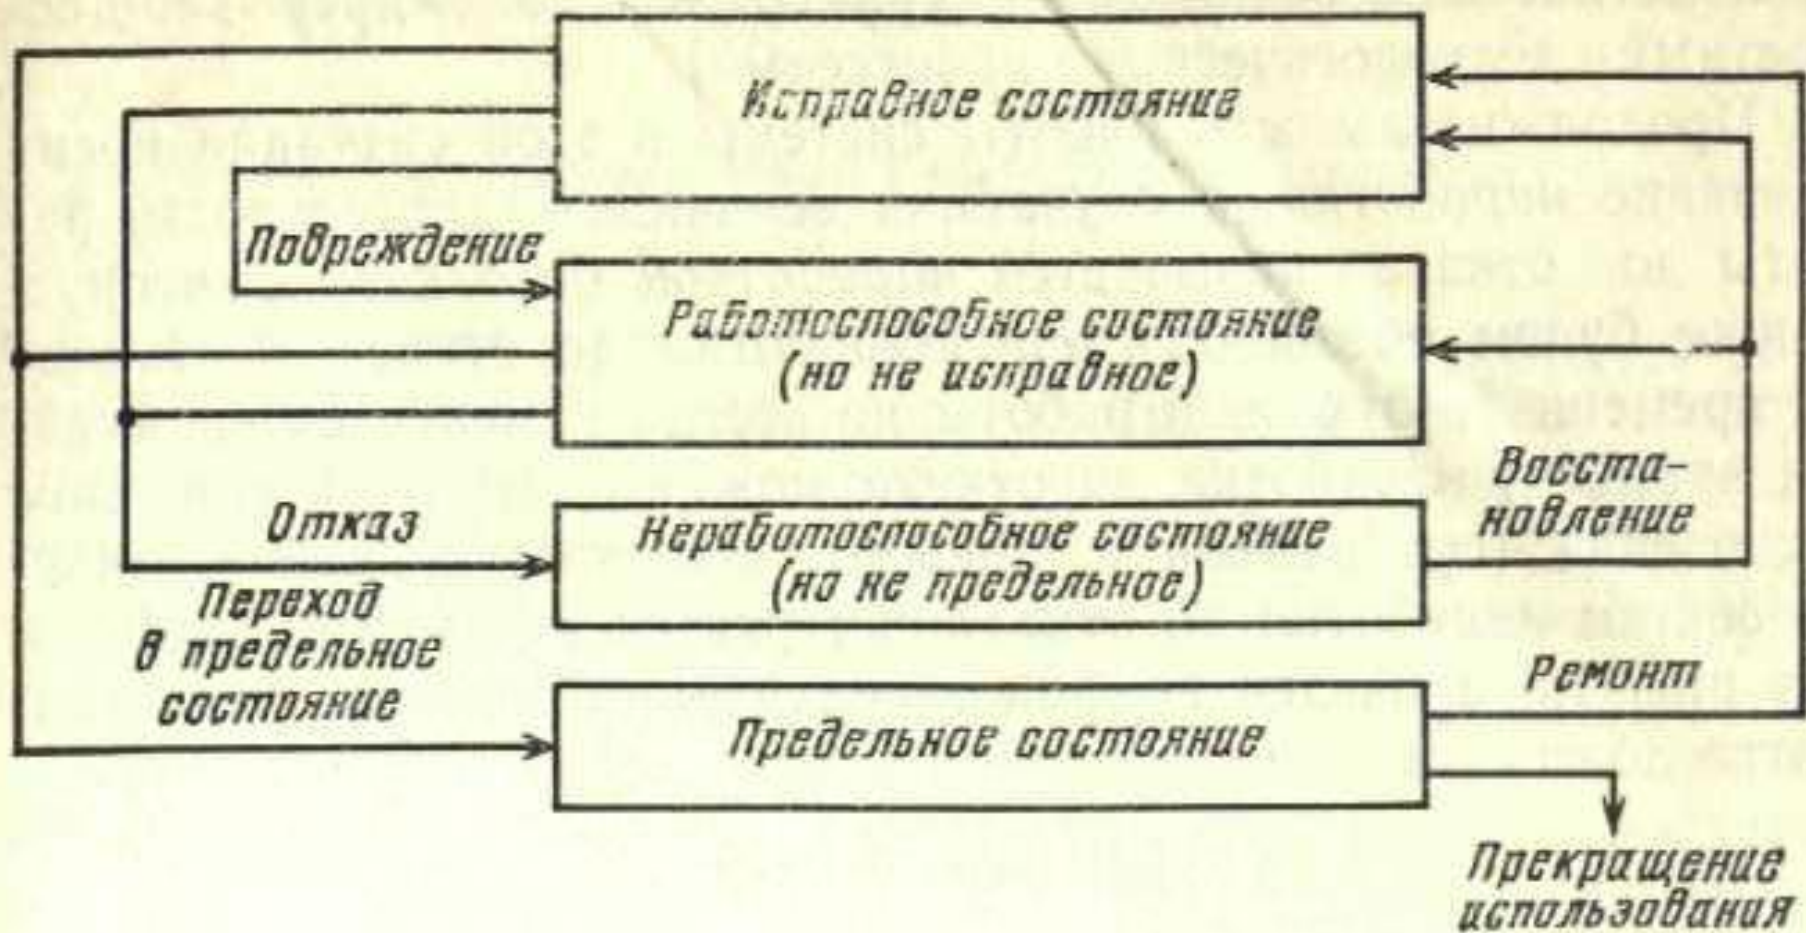 Исправное состояние
Повреждение
Работоспособное состояние
(но не исправное)
Восста-
новление
Отказ
Неработоспособное состояние
(но не предельное)
Переход
в предельное
состояние
Ремонт
Предельное состояние
Прекращение
использования